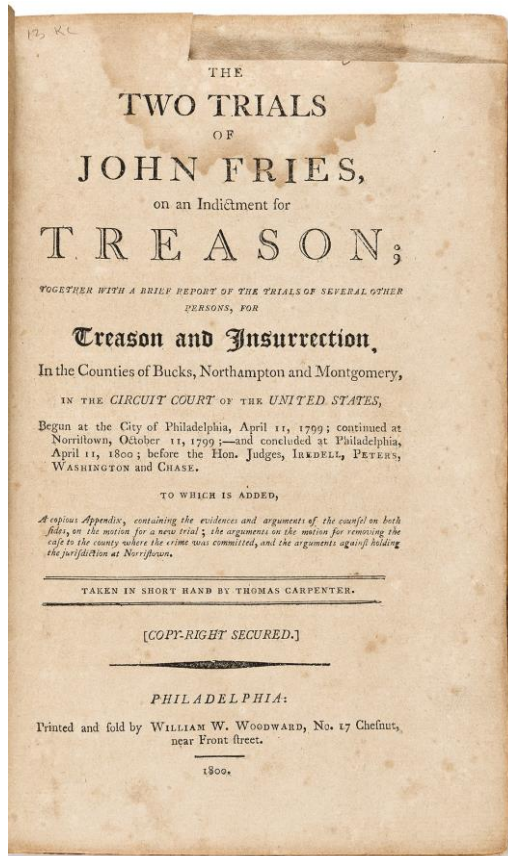 THE
TWO TRIALS
OF
JOHN FRIES,
on an Indictment for
TREASON;
TOGETHER WITH A BRIEF REPORT OF THE TRIALS OF SEVERAL OTHER
PERSONS, FOR
Treason and Insurrection,
In the Counties of Bucks, Northampton and Montgomery,
IN THE CIRCUIT COURT OF THE UNITED STATES,
Begun at the City of Philadelphia, April 11, 1799; continued at
Norriſtown, October 11, 1799;—and concluded at Philadelphia,
April 11, 1800; before the Hon. Judges, IREDELL, PETERS,
WASHINGTON and CHASE.
TO WHICH IS ADDED,
A copious Appendix, containing the evidences and arguments of the counſel on both
ſides, on the motion for a new trial; the arguments on the motion for removing the
caſe to the county where the crime was committed, and the arguments againſt holding
the juriſdiction at Norriſtown.
TAKEN IN SHORT HAND BY THOMAS CARPENTER.
[COPY-RIGHT SECURED.]
PHILADELPHIA:
Printed and ſold by WILLIAM W. WOODWARD, No. 17 Cheſnut,
near Front ſtreet.
1800.